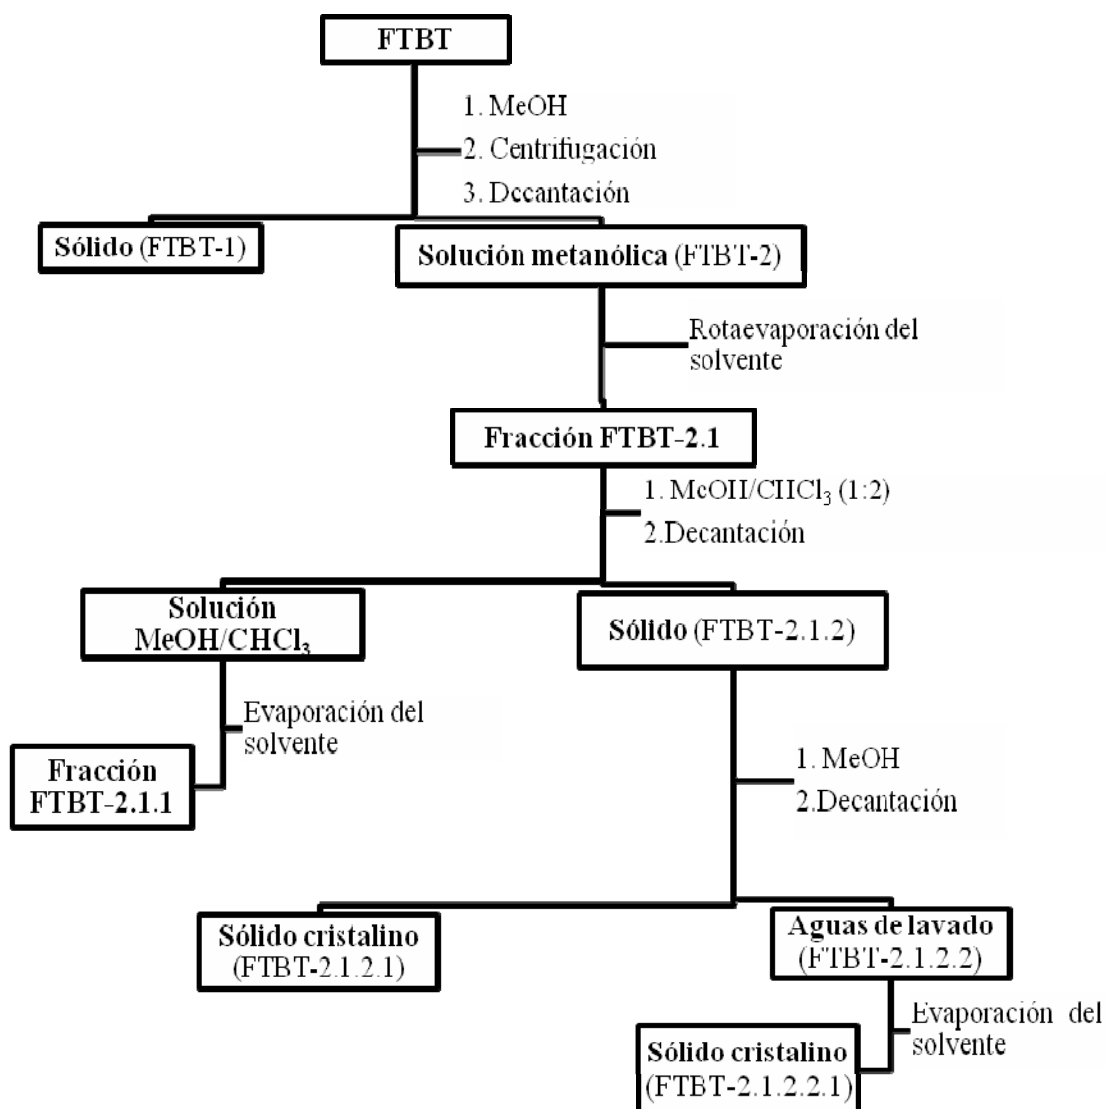 FTBT
1. MeOH
2. Centrifugación
3. Decantación
Sólido (FTBT-1)
Solución metanólica (FTBT-2)
Rotaevaporación del
solvente
Fracción FTBT-2.1
1. MeOH/CHCl₃ (1:2)
2.Decantación
Solución
MeOH/CHCl₃
Sólido (FTBT-2.1.2)
Evaporación del
solvente
Fracción
FTBT-2.1.1
1. MeOH
2.Decantación
Sólido cristalino
(FTBT-2.1.2.1)
Aguas de lavado
(FTBT-2.1.2.2)
Evaporación del
solvente
Sólido cristalino
(FTBT-2.1.2.2.1)